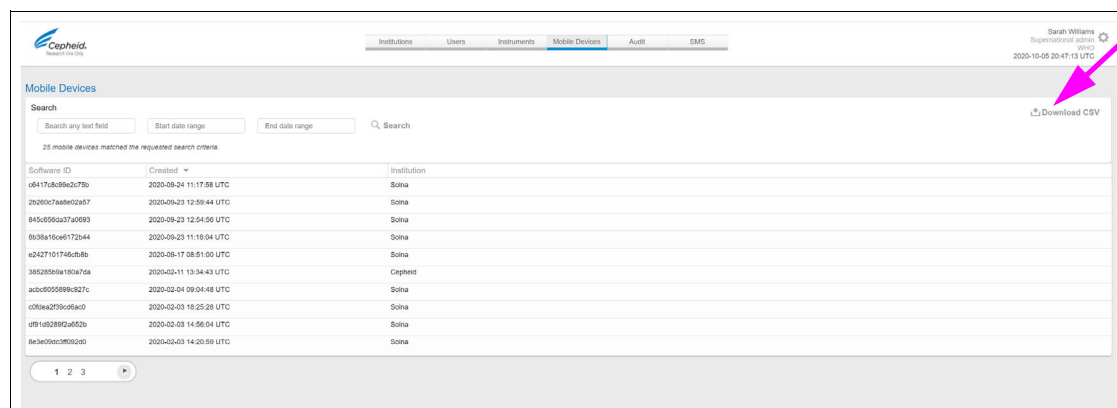 Cepheid.
Research Use Only
Institutions Users Instruments Mobile Devices Audit SMS
Sarah Williams
Supernational admin
WHO
2020-10-05 20:47:13 UTC
Mobile Devices
Search
Download CSV
Search any text field Start date range End date range Search
25 mobile devices matched the requested search criteria.
Software ID Created Institution
c6417c8c99e2c75b 2020-09-24 11:17:58 UTC Solna
2b260c7aa8e02a57 2020-09-23 12:59:44 UTC Solna
845c656da37a0693 2020-09-23 12:54:56 UTC Solna
8b38a16ce6172b44 2020-09-23 11:18:04 UTC Solna
e2427101746cfb8b 2020-09-17 08:51:00 UTC Solna
385285b9a180a7da 2020-02-11 13:34:43 UTC Cepheid
acbc6055899c927c 2020-02-04 09:04:48 UTC Solna
c0fdea2f39cd6ac0 2020-02-03 18:25:28 UTC Solna
df91d9289f2a652b 2020-02-03 14:56:04 UTC Solna
8e3e09dc3ff092d0 2020-02-03 14:20:59 UTC Solna
1 2 3